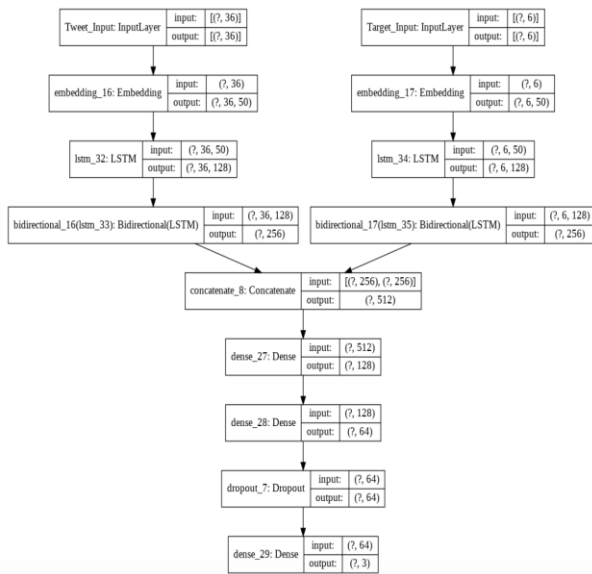 Tweet_Input: InputLayer input: [(?, 36)]
output: [(?, 36)]
Target_Input: InputLayer input: [(?, 6)]
output: [(?, 6)]
embedding_16: Embedding input: (?, 36)
output: (?, 36, 50)
embedding_17: Embedding input: (?, 6)
output: (?, 6, 50)
lstm_32: LSTM input: (?, 36, 50)
output: (?, 36, 128)
lstm_34: LSTM input: (?, 6, 50)
output: (?, 6, 128)
bidirectional_16(lstm_33): Bidirectional(LSTM) input: (?, 36, 128)
output: (?, 256)
bidirectional_17(lstm_35): Bidirectional(LSTM) input: (?, 6, 128)
output: (?, 256)
concatenate_8: Concatenate input: [(?, 256), (?, 256)]
output: (?, 512)
dense_27: Dense input: (?, 512)
output: (?, 128)
dense_28: Dense input: (?, 128)
output: (?, 64)
dropout_7: Dropout input: (?, 64)
output: (?, 64)
dense_29: Dense input: (?, 64)
output: (?, 3)